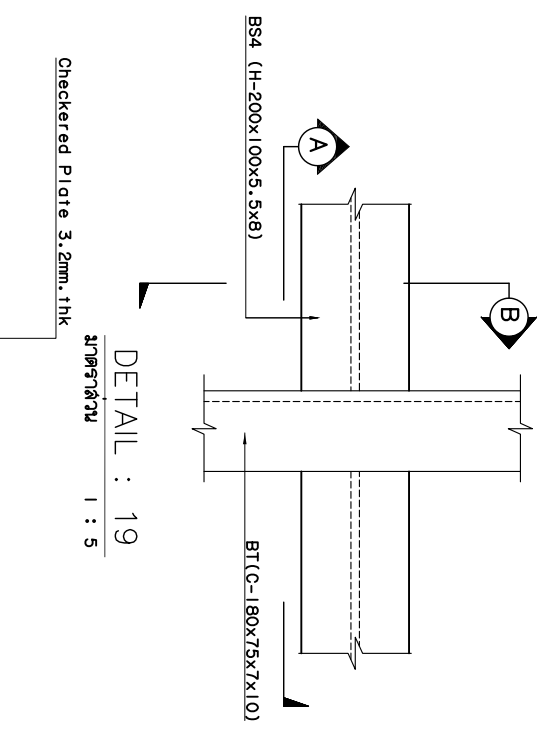 B
A
BS4 (H-200x100x5.5x8)
BT(C-180x75x7x10)
DETAIL : 19
มาตราส่วน 1 : 5
Checkered Plate 3.2mm.thk